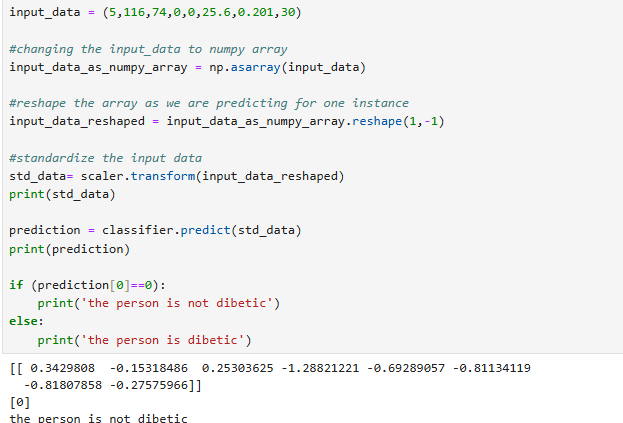 input_data = (5,116,74,0,0,25.6,0.201,30)
#changing the input_data to numpy array
input_data_as_numpy_array = np.asarray(input_data)
#reshape the array as we are predicting for one instance
input_data_reshaped = input_data_as_numpy_array.reshape(1,-1)
#standardize the input data
std_data= scaler.transform(input_data_reshaped)
print(std_data)
prediction = classifier.predict(std_data)
print(prediction)
if (prediction[0]==0):
    print('the person is not dibetic')
else:
    print('the person is dibetic')
[[ 0.3429808  -0.15318486  0.25303625 -1.28821221 -0.69289057 -0.81134119
  -0.81807858 -0.27575966]]
[0]
the person is not dibetic